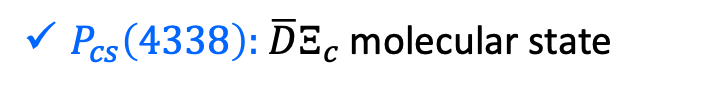 ✓ P_cs(4338): D̅Ξ_c molecular state